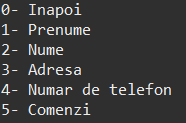 0- Inapoi
1- Prenume
2- Nume
3- Adresa
4- Numar de telefon
5- Comenzi